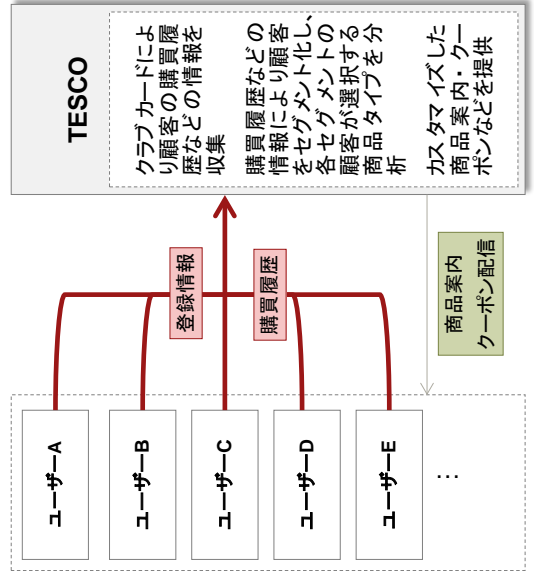 TESCO
クラブカードによ
り顧客の購買履
歴などの情報を
収集
購買履歴などの
情報により顧客
をセグメント化し、
各セグメントの
顧客が選択する
商品タイプを分
析
カスタマイズした
商品案内・クー
ポンなどを提供
登録情報
購買履歴
商品案内
クーポン配信
ユーザーA
ユーザーB
ユーザーC
ユーザーD
ユーザーE
…